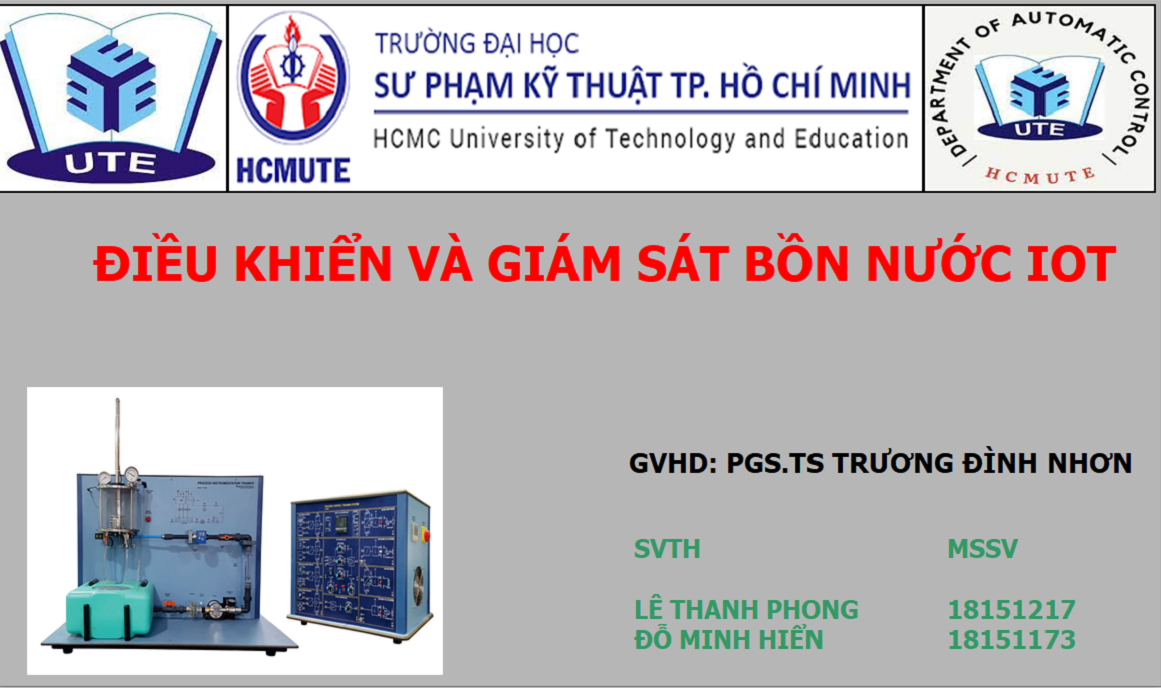 UTE
HCMUTE
TRƯỜNG ĐẠI HỌC
SƯ PHẠM KỸ THUẬT TP. HỒ CHÍ MINH
HCMC University of Technology and Education
| DEPARTMENT OF AUTOMATIC CONTROL |
UTE
HCMUTE
ĐIỀU KHIỂN VÀ GIÁM SÁT BỒN NƯỚC IOT
GVHD: PGS.TS TRƯƠNG ĐÌNH NHƠN
SVTH MSSV
LÊ THANH PHONG 18151217
ĐỖ MINH HIỂN 18151173